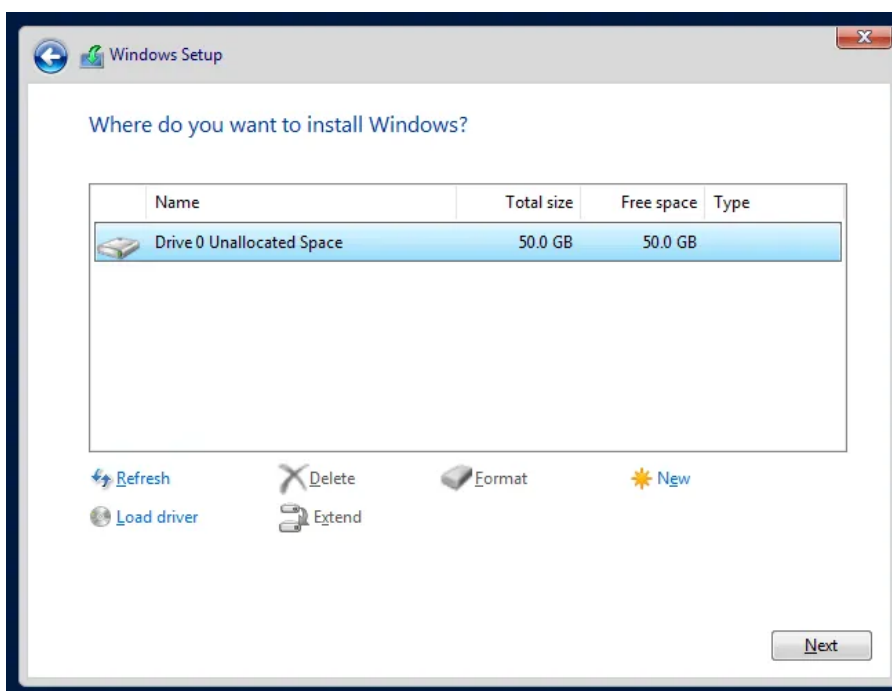 Windows Setup
Where do you want to install Windows?
Name Total size Free space Type
Drive 0 Unallocated Space 50.0 GB 50.0 GB
Refresh Delete Format New
Load driver Extend
Next